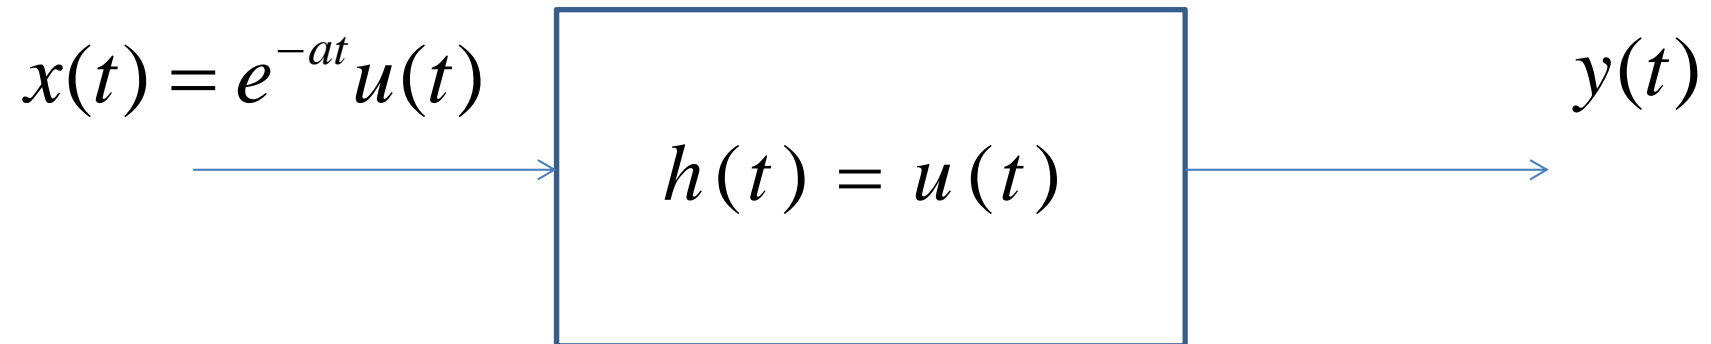 x(t) = e^{-at}u(t)
h(t) = u(t)
y(t)